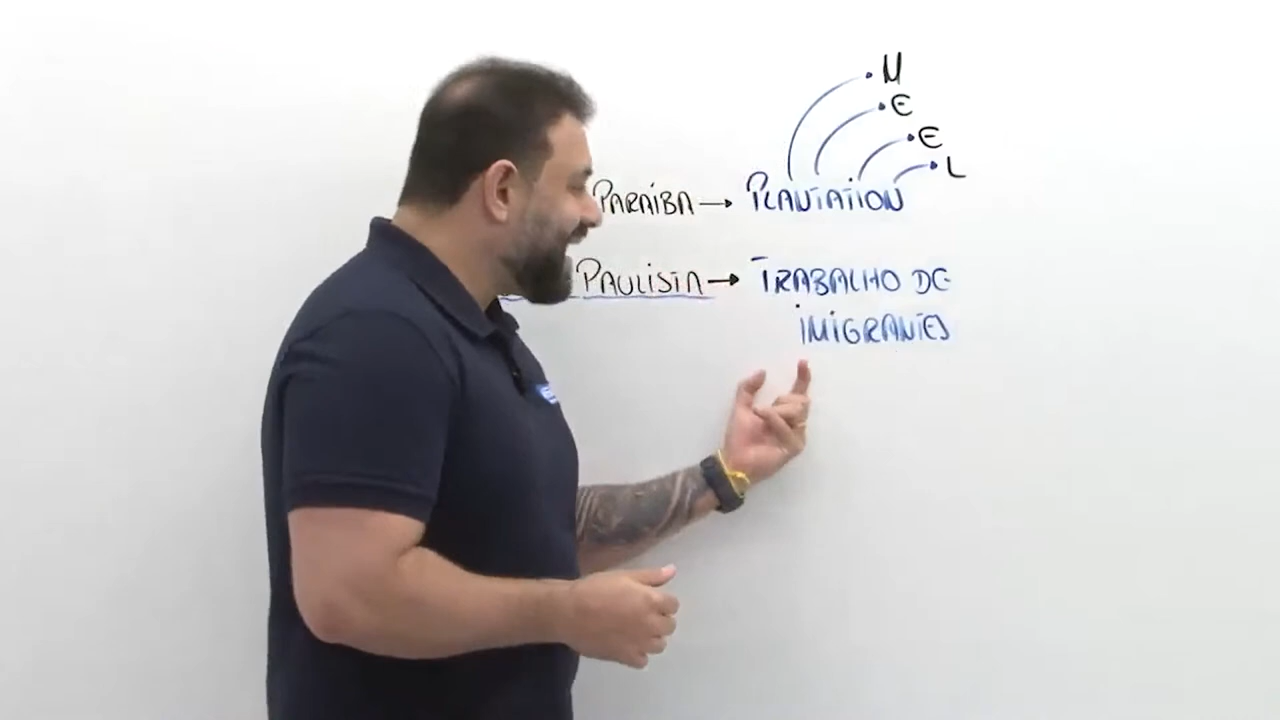 M
E
E
L
PARAÍBA → PLANTATION
PAULISTA → TRABALHO DE
IMIGRANTES